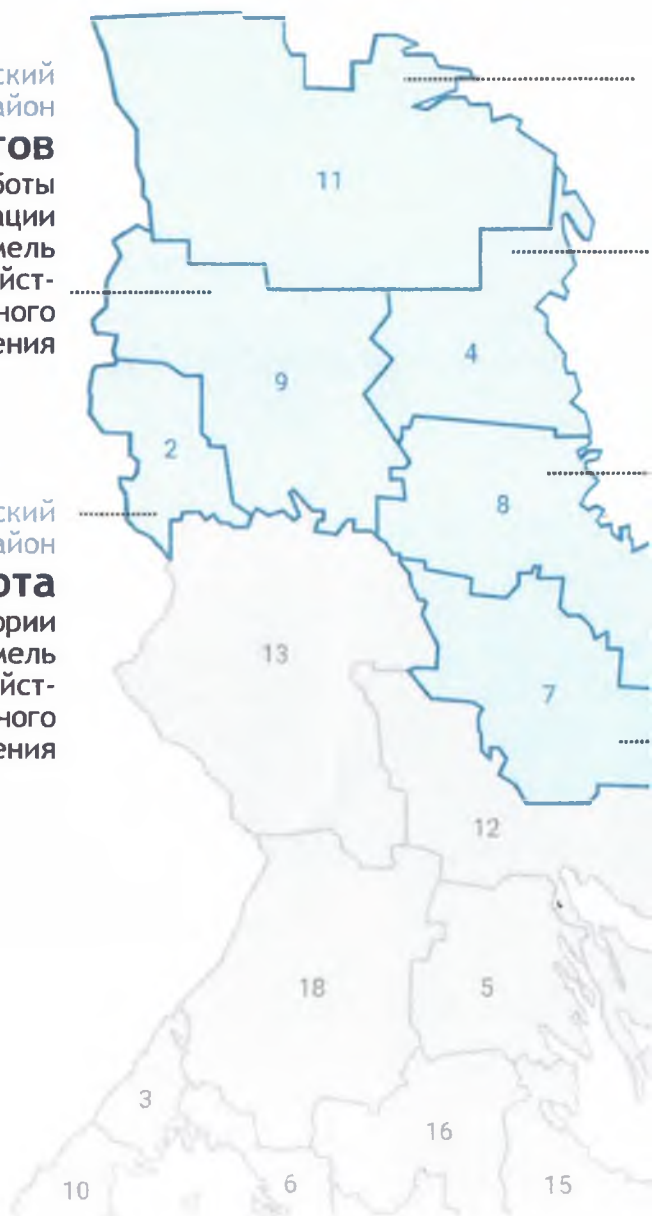 ский
айон
тов
боты
ации
мель
йст-
ного
ения
ский
айон
ота
ории
мель
йст-
ного
ения
11
4
9
2
8
13
7
12
18
5
3
16
10
6
15